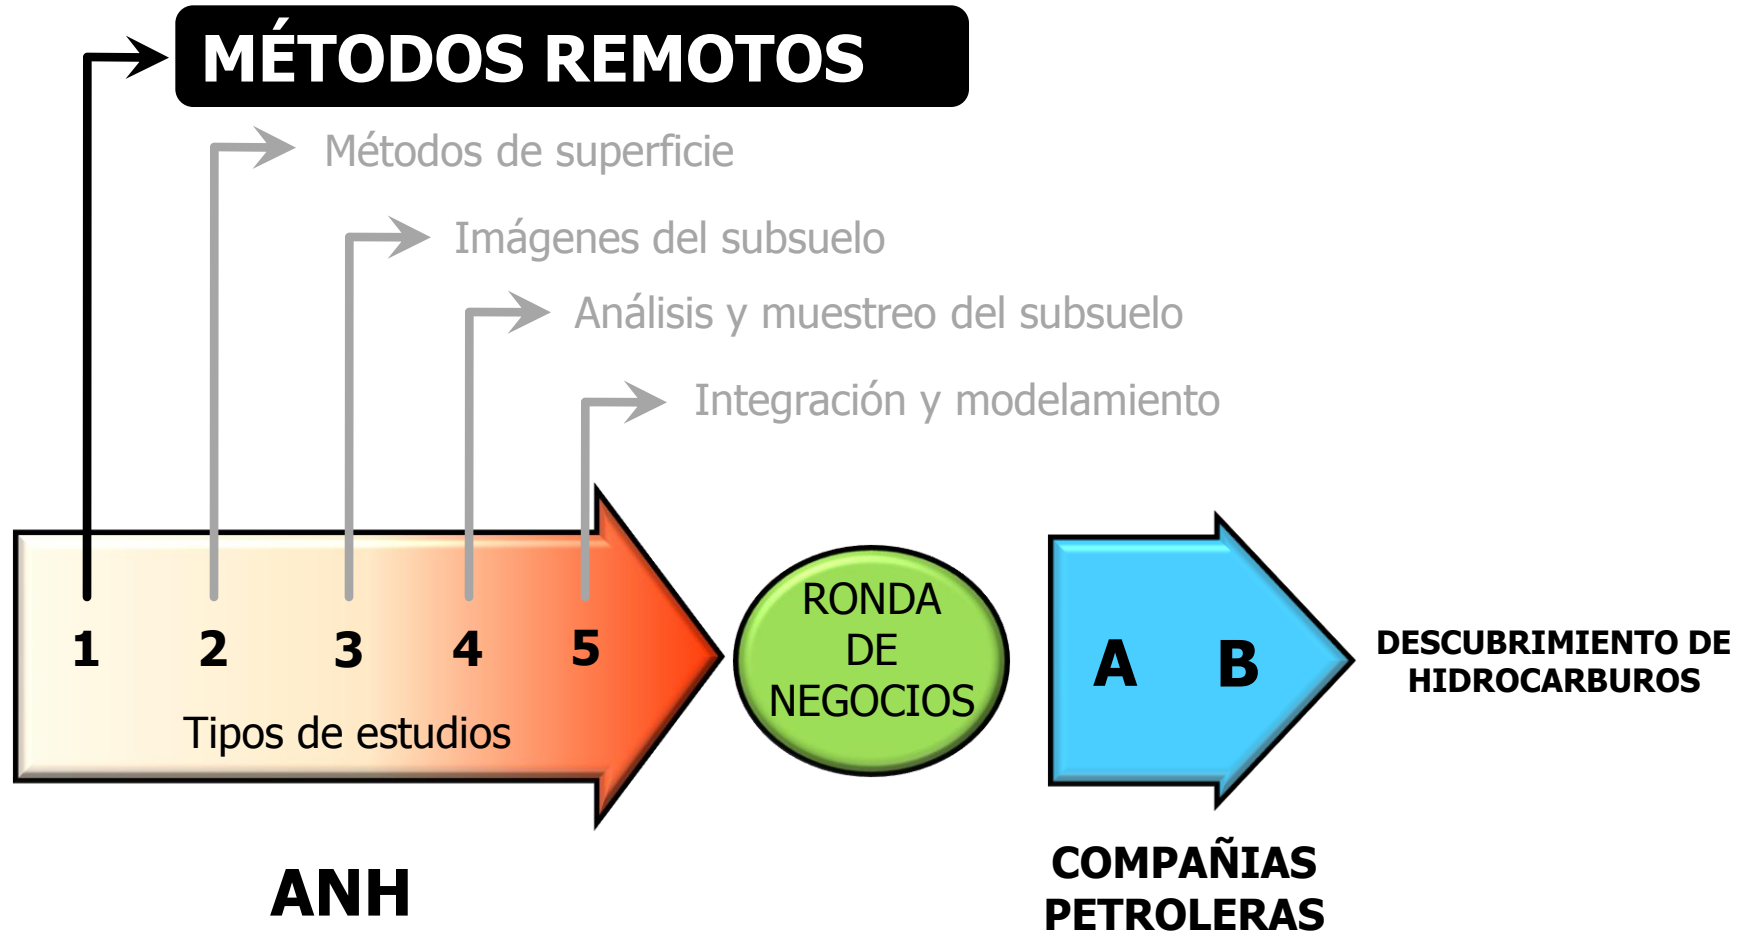 MÉTODOS REMOTOS
Métodos de superficie
Imágenes del subsuelo
Análisis y muestreo del subsuelo
Integración y modelamiento
1 2 3 4 5
Tipos de estudios
ANH
RONDA
DE
NEGOCIOS
A B
COMPAÑIAS
PETROLERAS
DESCUBRIMIENTO DE
HIDROCARBUROS